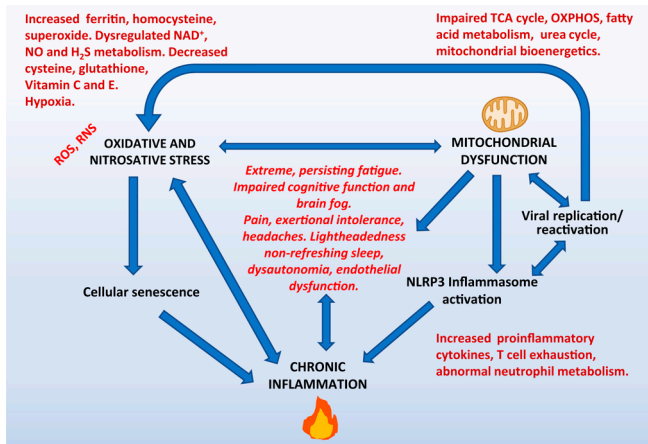 Increased ferritin, homocysteine,
superoxide. Dysregulated NAD⁺,
NO and H₂S metabolism. Decreased
cysteine, glutathione,
Vitamin C and E.
Hypoxia.
Impaired TCA cycle, OXPHOS, fatty
acid metabolism, urea cycle,
mitochondrial bioenergetics.
ROS, RNS
OXIDATIVE AND
NITROSATIVE STRESS
MITOCHONDRIAL
DYSFUNCTION
Extreme, persisting fatigue.
Impaired cognitive function and
brain fog.
Pain, exertional intolerance,
headaches. Lightheadedness
non-refreshing sleep,
dysautonomia, endothelial
dysfunction.
Viral replication/
reactivation
Cellular senescence
NLRP3 Inflammasome
activation
Increased proinflammatory
cytokines, T cell exhaustion,
abnormal neutrophil metabolism.
CHRONIC
INFLAMMATION